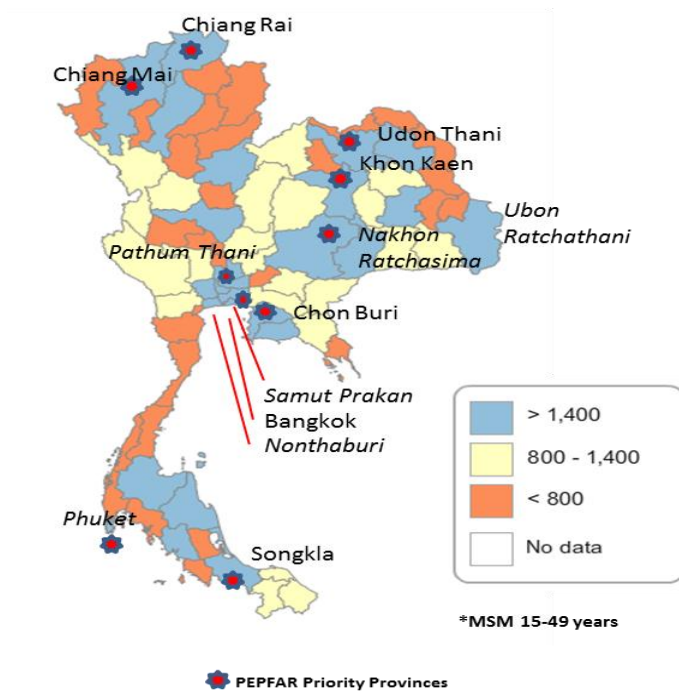 Chiang Rai
Chiang Mai
Udon Thani
Khon Kaen
Ubon
Ratchathani
Pathum Thani
Nakhon
Ratchasima
Chon Buri
Samut Prakan
Bangkok
Nonthaburi
> 1,400
800 - 1,400
< 800
No data
Phuket
Songkla
*MSM 15-49 years
PEPFAR Priority Provinces